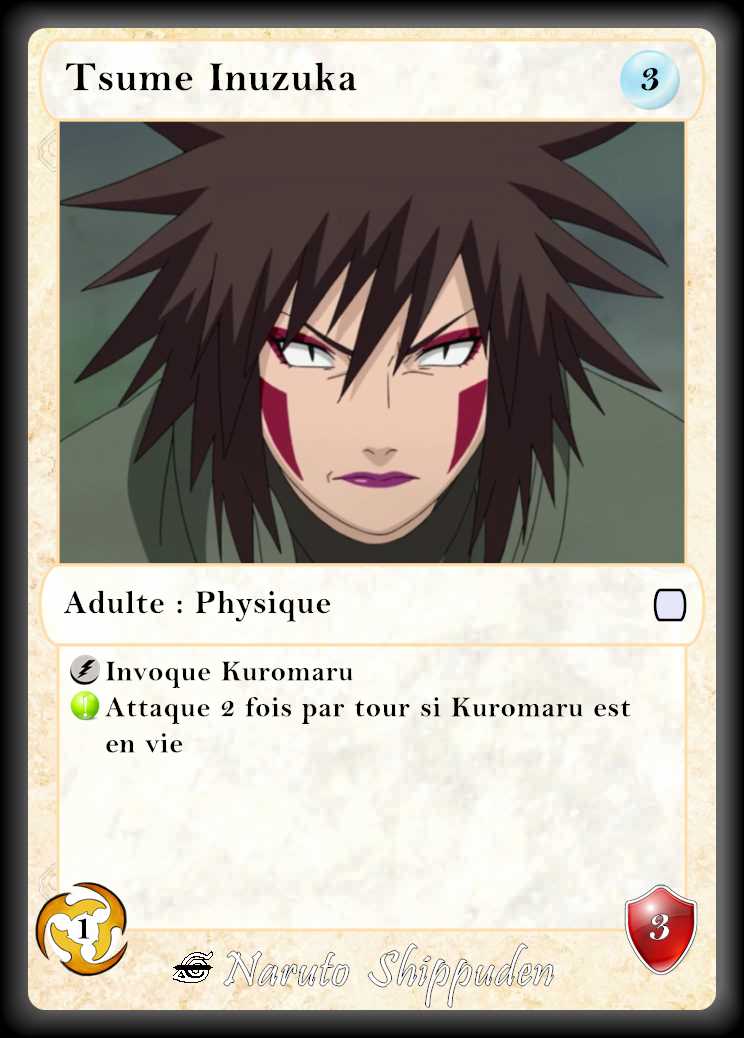 Tsume Inuzuka
3
Adulte : Physique
Invoque Kuromaru
Attaque 2 fois par tour si Kuromaru est
en vie
1
3
Naruto Shippuden